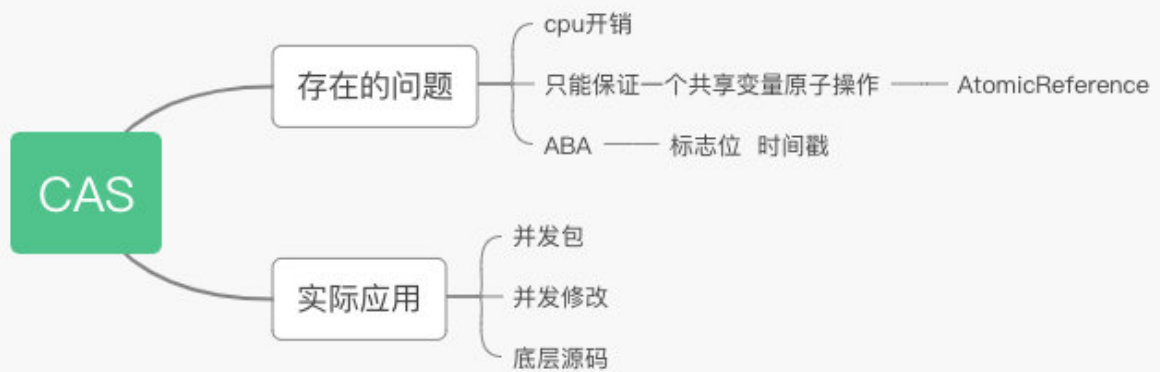 CAS
存在的问题
cpu开销
只能保证一个共享变量原子操作
AtomicReference
ABA
标志位 时间戳
实际应用
并发包
并发修改
底层源码